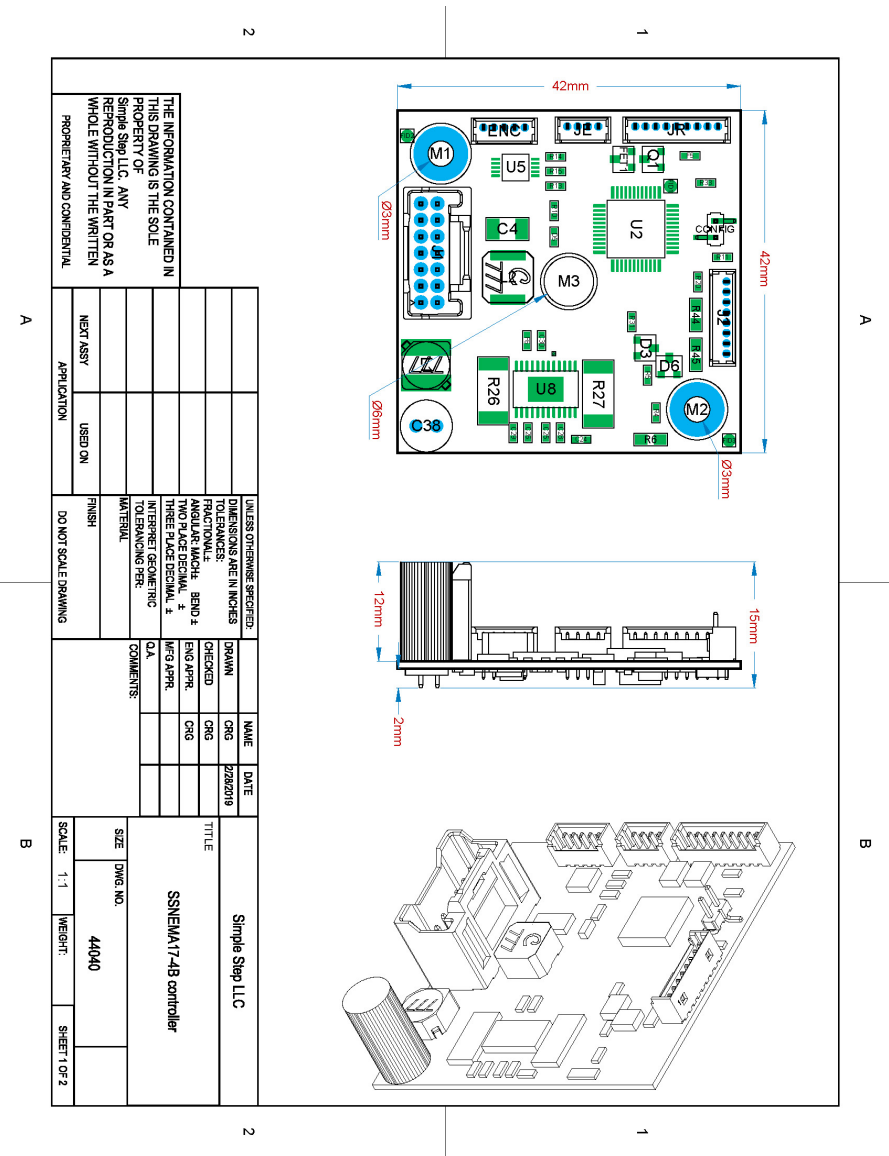 2
1
42mm
42mm
ENC
JE
JR
M1
U5
FET1
Q1
R14
R16
U2
C4
CONFIG
Ø3mm
J1
M3
J2
R44
R45
D3
D6
R26
U8
R27
M2
C38
R6
Ø6mm
Ø3mm
A
A
15mm
12mm
2mm
B
B
THE INFORMATION CONTAINED IN
THIS DRAWING IS THE SOLE
PROPERTY OF
Simple Step LLC. ANY
REPRODUCTION IN PART OR AS A
WHOLE WITHOUT THE WRITTEN
PROPRIETARY AND CONFIDENTIAL
NEXT ASSY
USED ON
APPLICATION
UNLESS OTHERWISE SPECIFIED:
DIMENSIONS ARE IN INCHES
TOLERANCES:
FRACTIONAL±
ANGULAR: MACH± BEND ±
TWO PLACE DECIMAL ±
THREE PLACE DECIMAL ±
INTERPRET GEOMETRIC
TOLERANCING PER:
MATERIAL
FINISH
DO NOT SCALE DRAWING
NAME
DATE
DRAWN
CRG
2/28/2019
CHECKED
CRG
ENG APPR.
CRG
MFG APPR.
Q.A.
COMMENTS:
Simple Step LLC
TITLE
SSNEMA17-4B controller
SIZE
DWG. NO.
44040
SCALE: 1:1
WEIGHT:
SHEET 1 OF 2
2
1